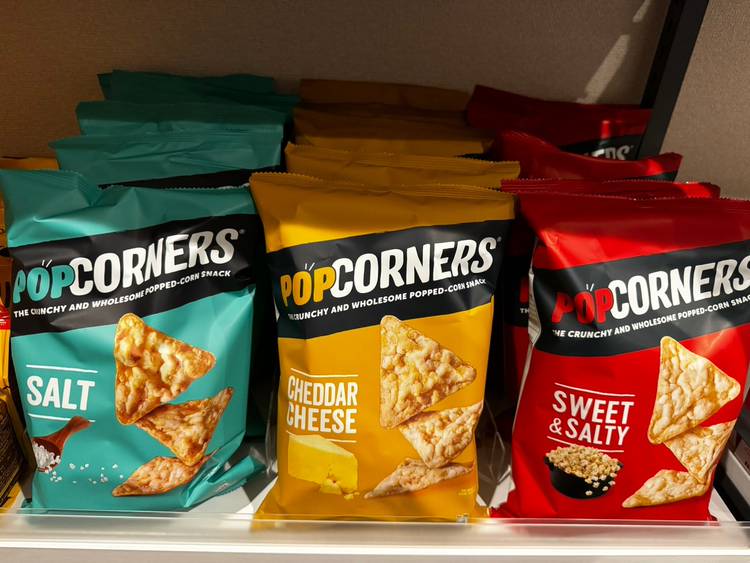 POPCORNERS®
THE CRUNCHY AND WHOLESOME POPPED-CORN SNACK
SALT
POPCORNERS®
THE CRUNCHY AND WHOLESOME POPPED-CORN SNACK
CHEDDAR
CHEESE
POPCORNERS
THE CRUNCHY AND WHOLESOME POPPED-CORN SNACK
SWEET
& SALTY